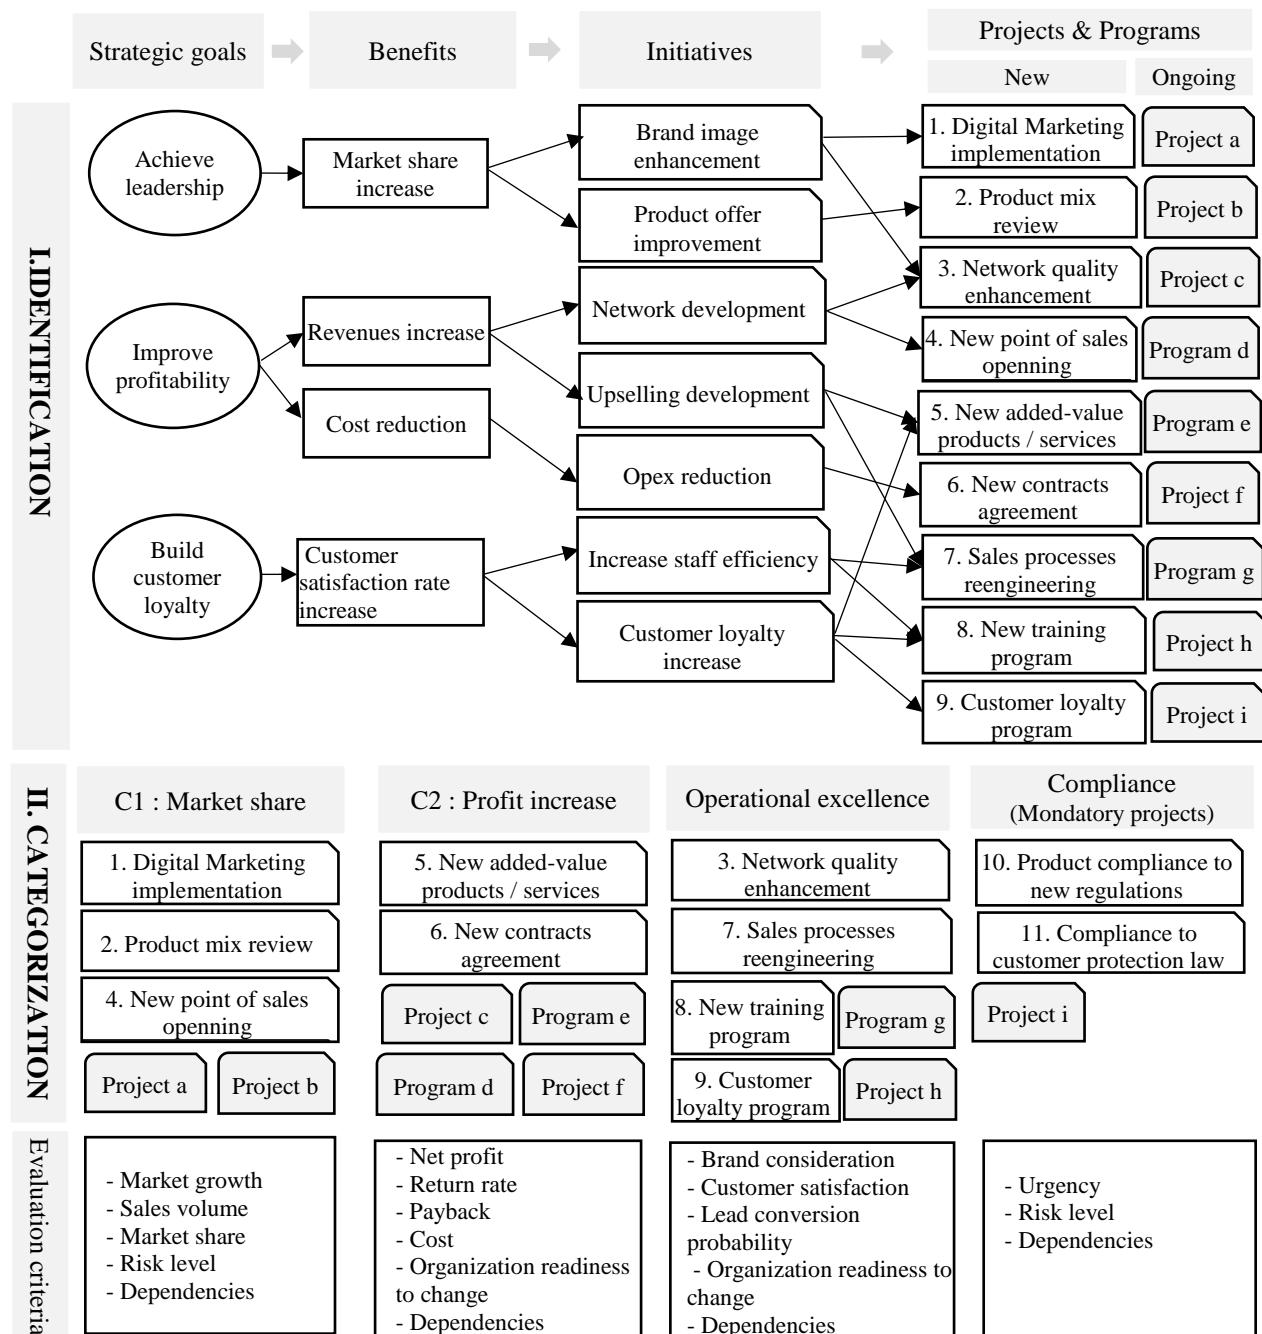 Strategic goals
Benefits
Initiatives
Projects & Programs
New
Ongoing
I.IDENTIFICATION
Achieve
leadership
Market share
increase
Brand image
enhancement
1. Digital Marketing
implementation
Project a
Product offer
improvement
2. Product mix
review
Project b
Improve
profitability
Revenues increase
Network development
3. Network quality
enhancement
Project c
4. New point of sales
openning
Program d
Cost reduction
Upselling development
5. New added-value
products / services
Program e
Opex reduction
6. New contracts
agreement
Project f
Build
customer
loyalty
Customer
satisfaction rate
increase
Increase staff efficiency
7. Sales processes
reengineering
Program g
Customer loyalty
increase
8. New training
program
Project h
9. Customer loyalty
program
Project i
II. CATEGORIZATION
C1 : Market share
1. Digital Marketing
implementation
2. Product mix review
4. New point of sales
openning
Project a
Project b
C2 : Profit increase
5. New added-value
products / services
6. New contracts
agreement
Project c
Program e
Program d
Project f
Operational excellence
3. Network quality
enhancement
7. Sales processes
reengineering
8. New training
program
Program g
9. Customer
loyalty program
Project h
Compliance
(Mondatory projects)
10. Product compliance to
new regulations
11. Compliance to
customer protection law
Project i
Evaluation criteria
- Market growth
- Sales volume
- Market share
- Risk level
- Dependencies
- Net profit
- Return rate
- Payback
- Cost
- Organization readiness
to change
- Dependencies
- Brand consideration
- Customer satisfaction
- Lead conversion
probability
- Organization readiness to
change
- Dependencies
- Urgency
- Risk level
- Dependencies